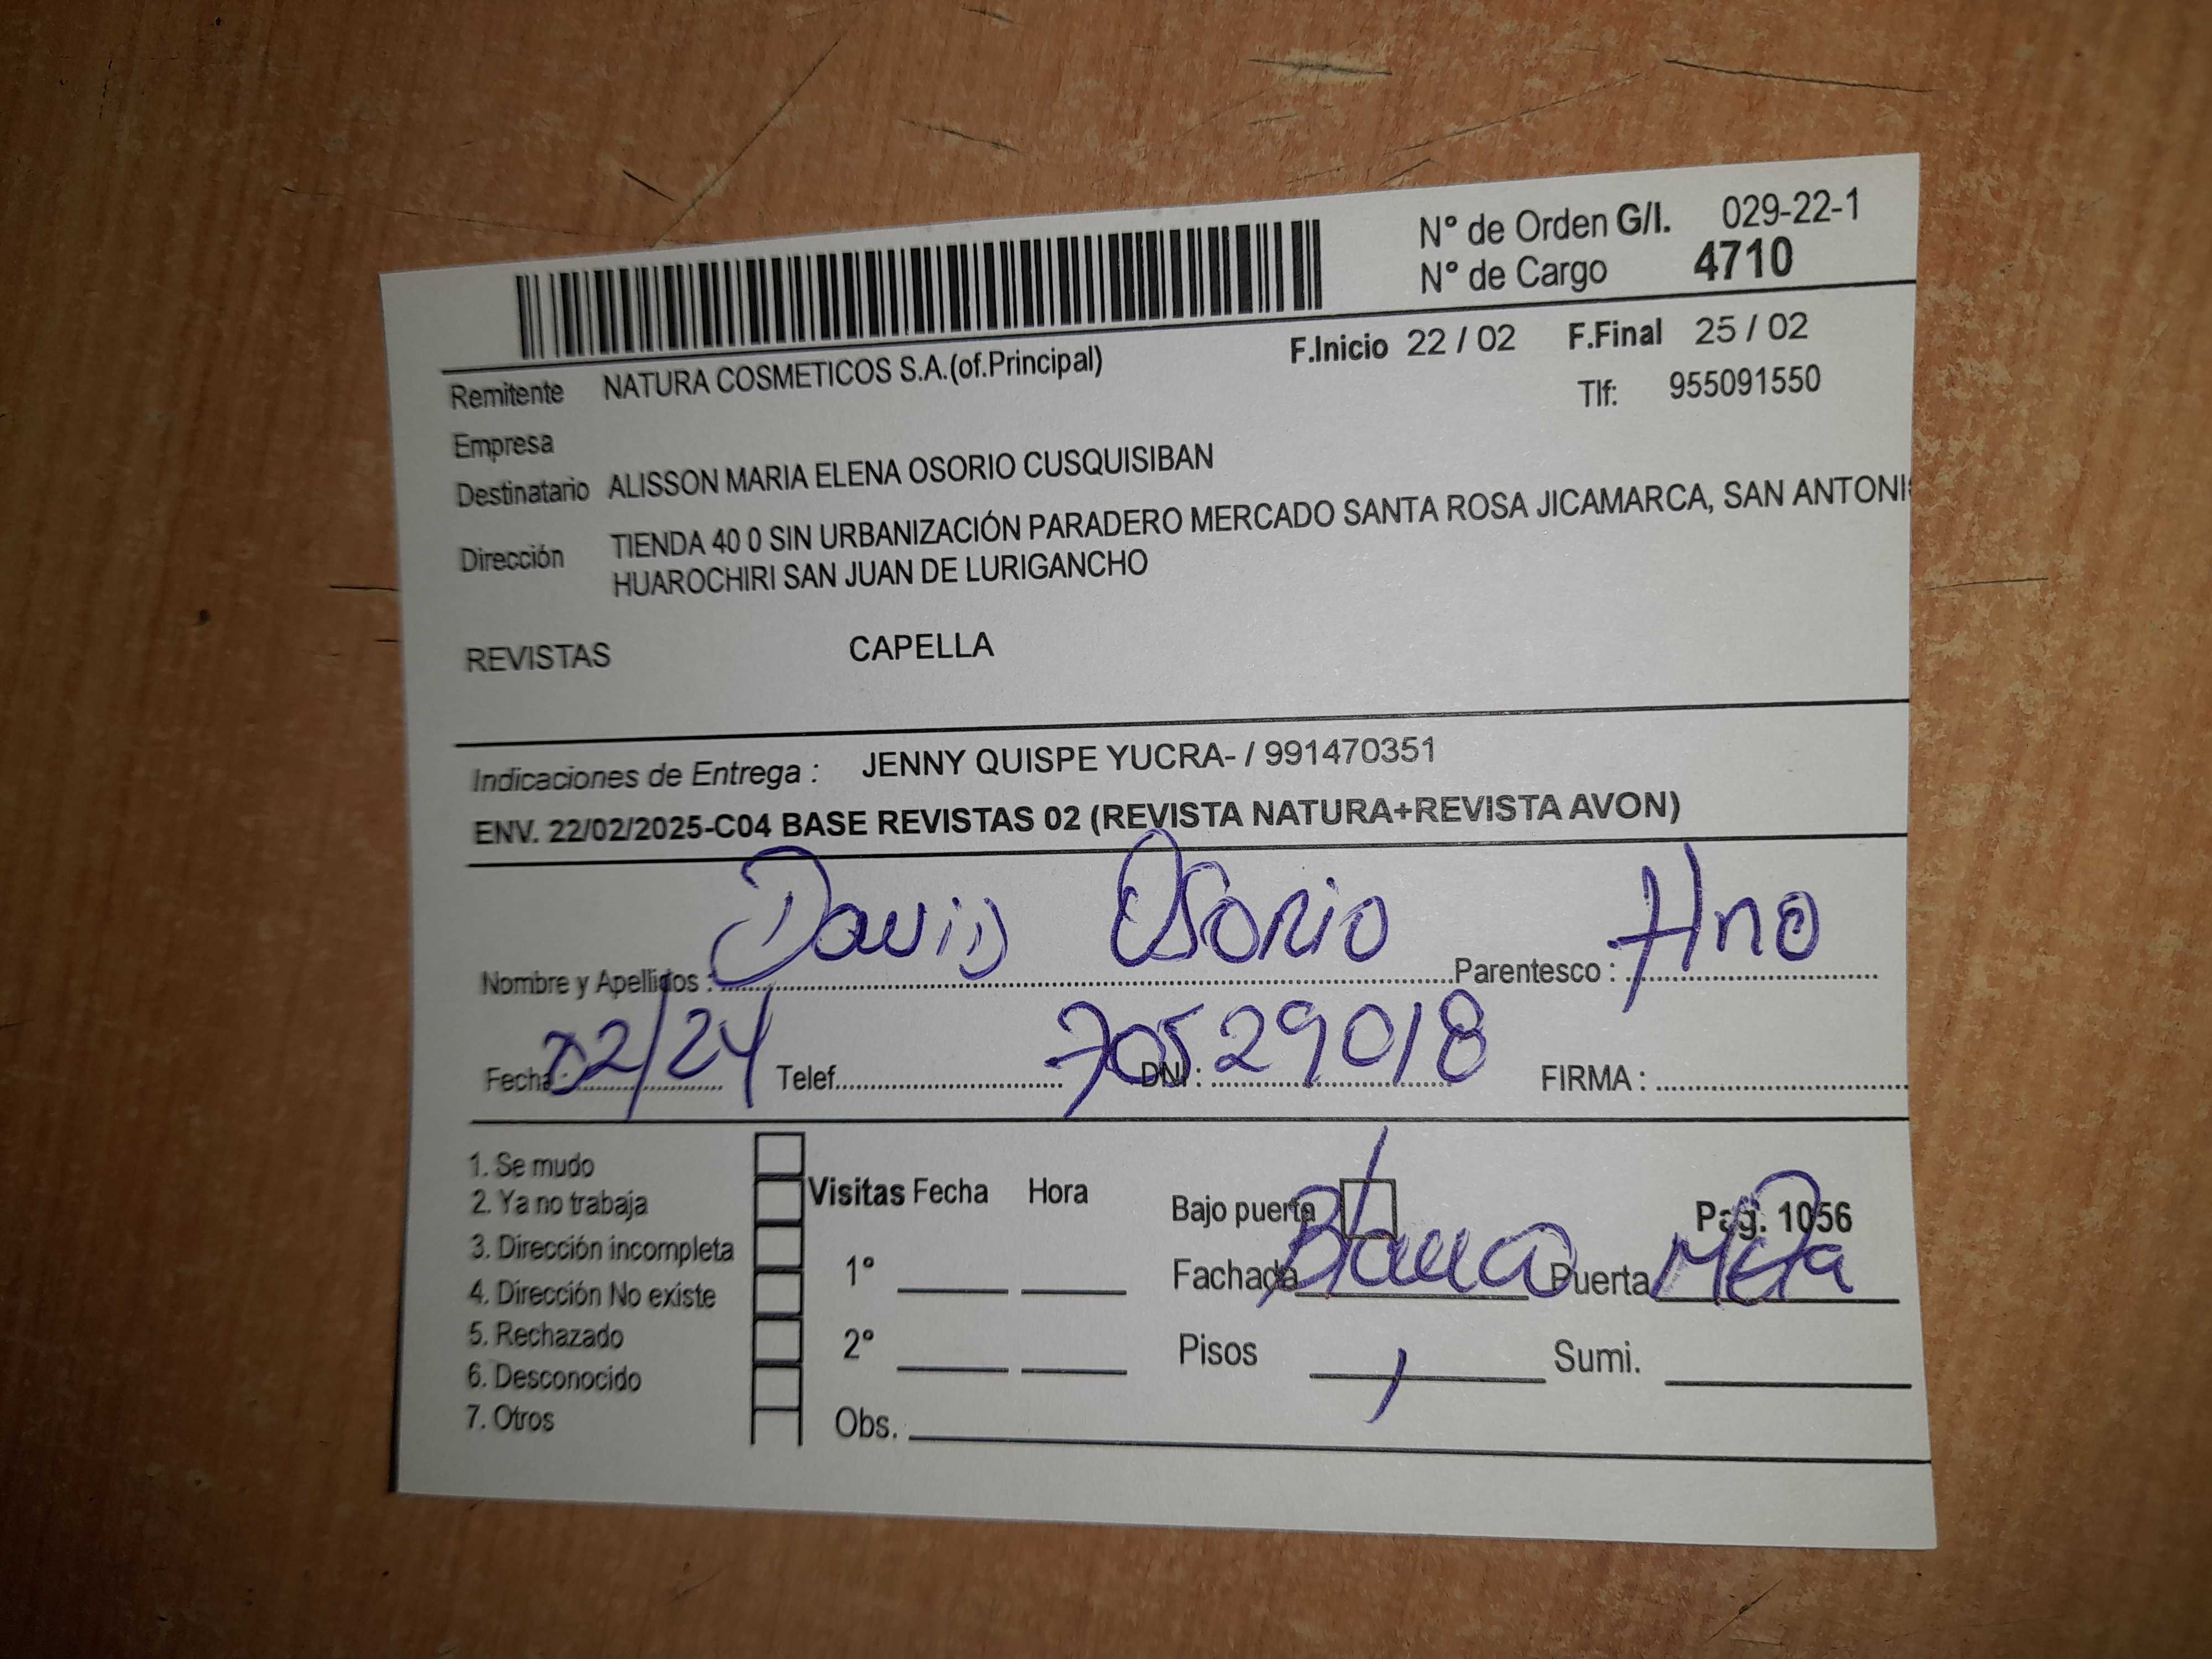 N° de Orden G/I. 029-22-1
N° de Cargo 4710
F.Inicio 22 / 02 F.Final 25 / 02
Remitente NATURA COSMETICOS S.A.(of.Principal)
Tlf: 955091550
Empresa
Destinatario ALISSON MARIA ELENA OSORIO CUSQUISIBAN
Dirección TIENDA 40 0 SIN URBANIZACIÓN PARADERO MERCADO SANTA ROSA JICAMARCA, SAN ANTONI
HUAROCHIRI SAN JUAN DE LURIGANCHO
REVISTAS CAPELLA
Indicaciones de Entrega : JENNY QUISPE YUCRA- / 991470351
ENV. 22/02/2025-C04 BASE REVISTAS 02 (REVISTA NATURA+REVISTA AVON)
Nombre y Apellidos : David Osorio Parentesco : Hno
Fecha 22/24 Telef. DNI : 70529018 FIRMA :
1. Se mudo
2. Ya no trabaja
3. Dirección incompleta
4. Dirección No existe
5. Rechazado
6. Desconocido
7. Otros
Visitas Fecha Hora
1°
2°
Obs.
Bajo puerta Pag. 1056
Fachada Blanca Puerta
Pisos 1 Sumi.